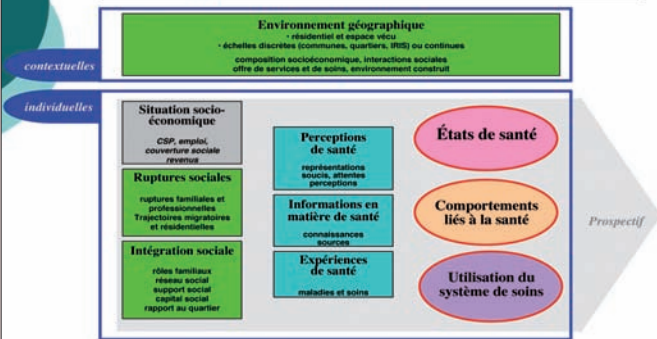 Environnement géographique
• résidentiel et espace vécu
• échelles discrètes (communes, quartiers, IRIS) ou continues
composition socioéconomique, interactions sociales
offre de services et de soins, environnement construit
contextuelles
individuelles
Situation socio-
économique
CSP, emploi,
couverture sociale
revenus
Ruptures sociales
ruptures familiales et
professionnelles
Trajectoires migratoires
et résidentielles
Intégration sociale
rôles familiaux
réseau social
support social
capital social
rapport au quartier
Perceptions
de santé
représentations
soucis, attentes
perceptions
Informations en
matière de santé
connaissances
sources
Expériences
de santé
maladies et soins
États de santé
Comportements
liés à la santé
Utilisation du
système de soins
Prospectif